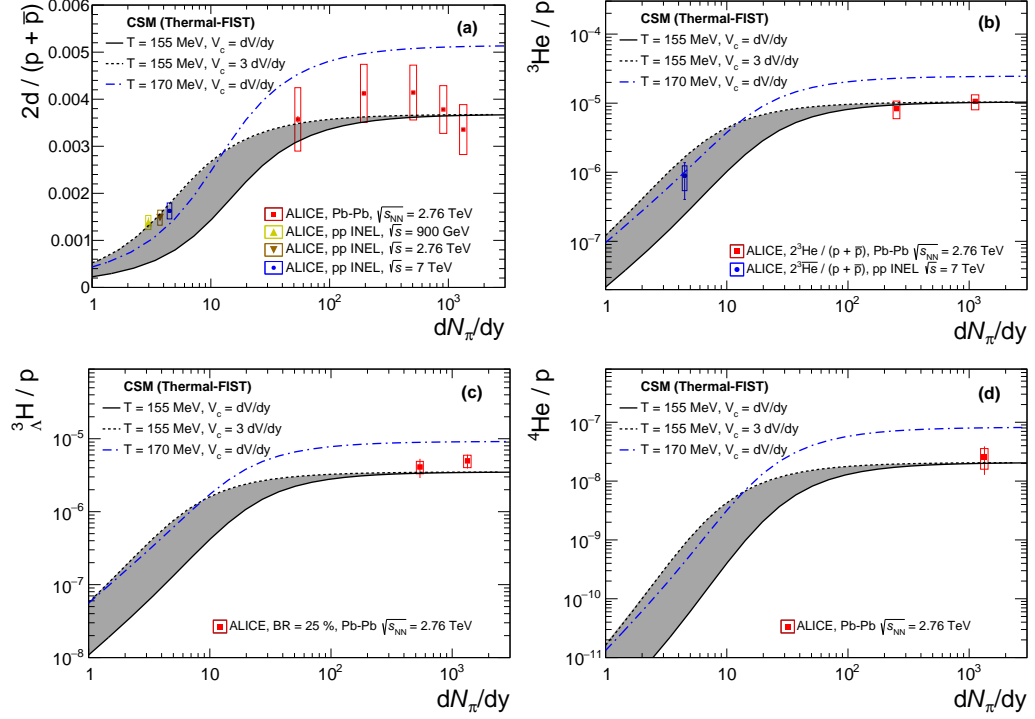 (a)
CSM (Thermal-FIST)
T = 155 MeV, V_c = dV/dy
T = 155 MeV, V_c = 3 dV/dy
T = 170 MeV, V_c = dV/dy
2d / (p + p̅)
0.006
0.005
0.004
0.003
0.002
0.001
0
ALICE, Pb-Pb, √s_NN = 2.76 TeV
ALICE, pp INEL, √s = 900 GeV
ALICE, pp INEL, √s = 2.76 TeV
ALICE, pp INEL, √s = 7 TeV
1 10 10² 10³
dN_π/dy
(b)
CSM (Thermal-FIST)
T = 155 MeV, V_c = dV/dy
T = 155 MeV, V_c = 3 dV/dy
T = 170 MeV, V_c = dV/dy
³He / p
10⁻³
10⁻⁴
10⁻⁵
10⁻⁶
10⁻⁷
ALICE, 2³He / (p + p̅), Pb-Pb √s_NN = 2.76 TeV
ALICE, 2³H̅e̅ / (p + p̅), pp INEL √s = 7 TeV
1 10 10² 10³
dN_π/dy
(c)
CSM (Thermal-FIST)
T = 155 MeV, V_c = dV/dy
T = 155 MeV, V_c = 3 dV/dy
T = 170 MeV, V_c = dV/dy
³_ΛH / p
10⁻⁴
10⁻⁵
10⁻⁶
10⁻⁷
10⁻⁸
ALICE, BR = 25 %, Pb-Pb √s_NN = 2.76 TeV
1 10 10² 10³
dN_π/dy
(d)
CSM (Thermal-FIST)
T = 155 MeV, V_c = dV/dy
T = 155 MeV, V_c = 3 dV/dy
T = 170 MeV, V_c = dV/dy
⁴He / p
10⁻⁶
10⁻⁷
10⁻⁸
10⁻⁹
10⁻¹⁰
10⁻¹¹
ALICE, Pb-Pb √s_NN = 2.76 TeV
1 10 10² 10³
dN_π/dy